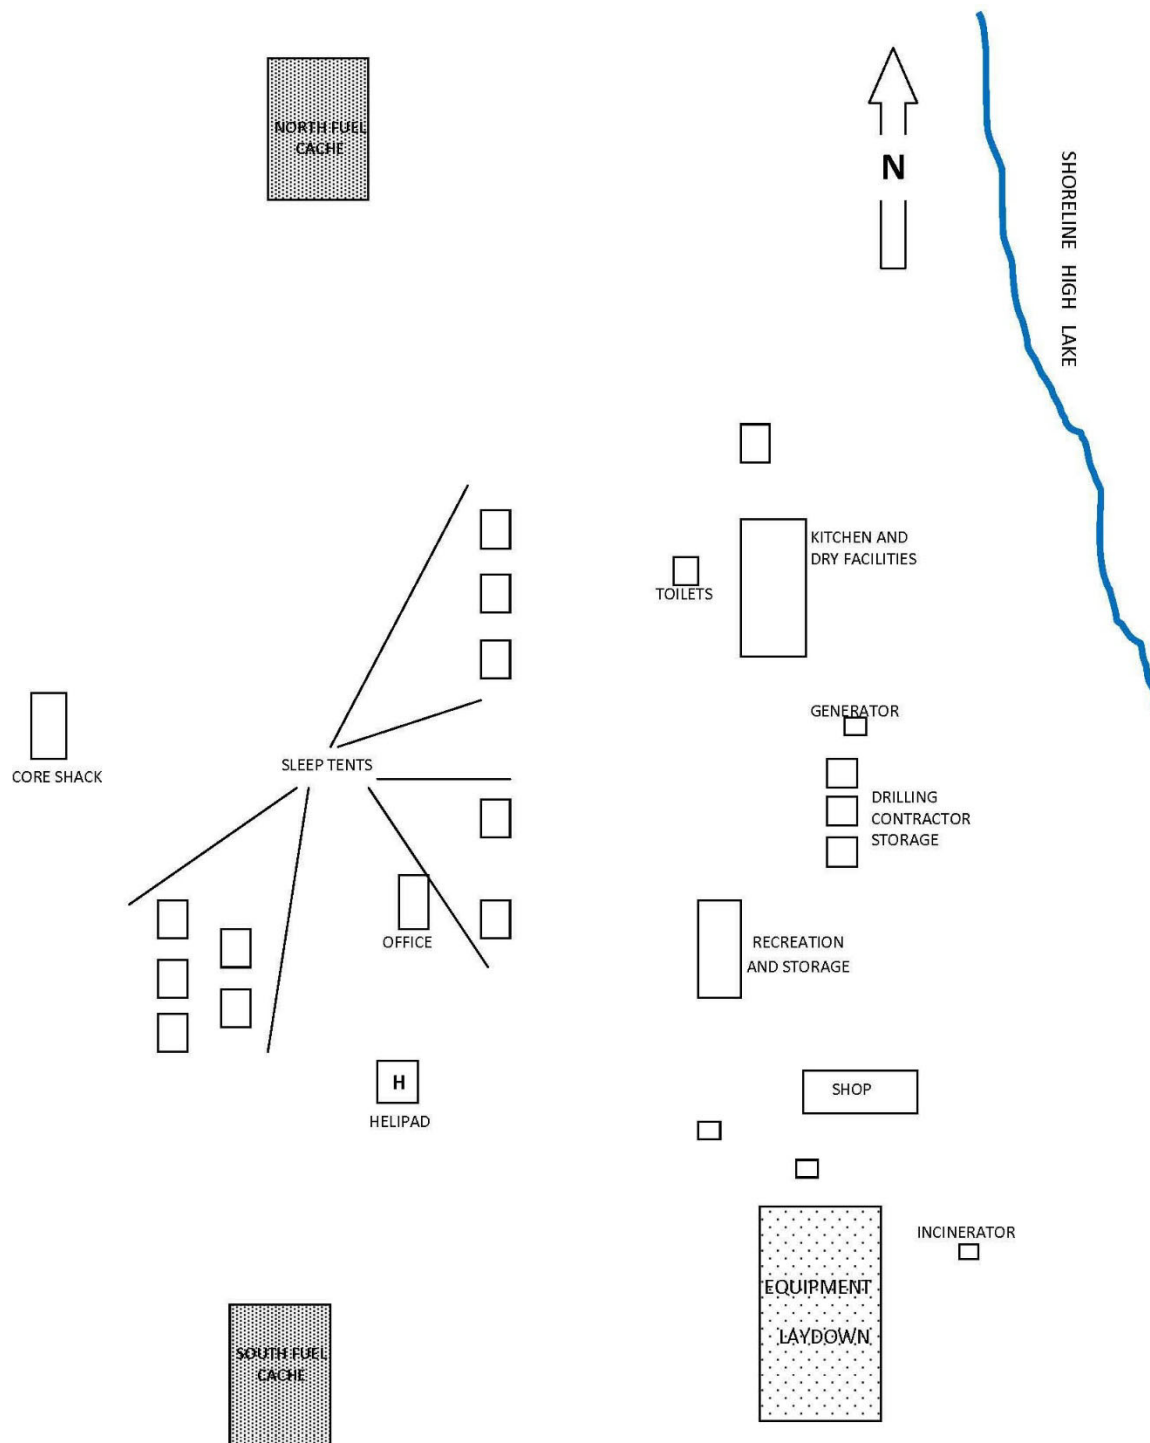 NORTH FUEL
CACHE
N
SHORELINE HIGH LAKE
KITCHEN AND
DRY FACILITIES
TOILETS
GENERATOR
SLEEP TENTS
CORE SHACK
DRILLING
CONTRACTOR
STORAGE
OFFICE
RECREATION
AND STORAGE
H
HELIPAD
SHOP
INCINERATOR
EQUIPMENT
LAYDOWN
SOUTH FUEL
CACHE